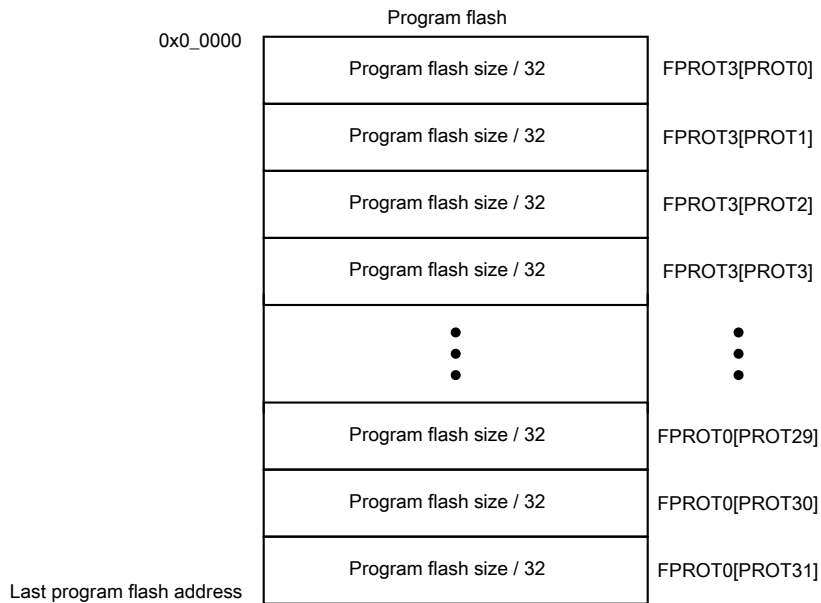 Program flash
0x0_0000
Program flash size / 32 FPROT3[PROT0]
Program flash size / 32 FPROT3[PROT1]
Program flash size / 32 FPROT3[PROT2]
Program flash size / 32 FPROT3[PROT3]
Program flash size / 32 FPROT0[PROT29]
Program flash size / 32 FPROT0[PROT30]
Program flash size / 32 FPROT0[PROT31]
Last program flash address